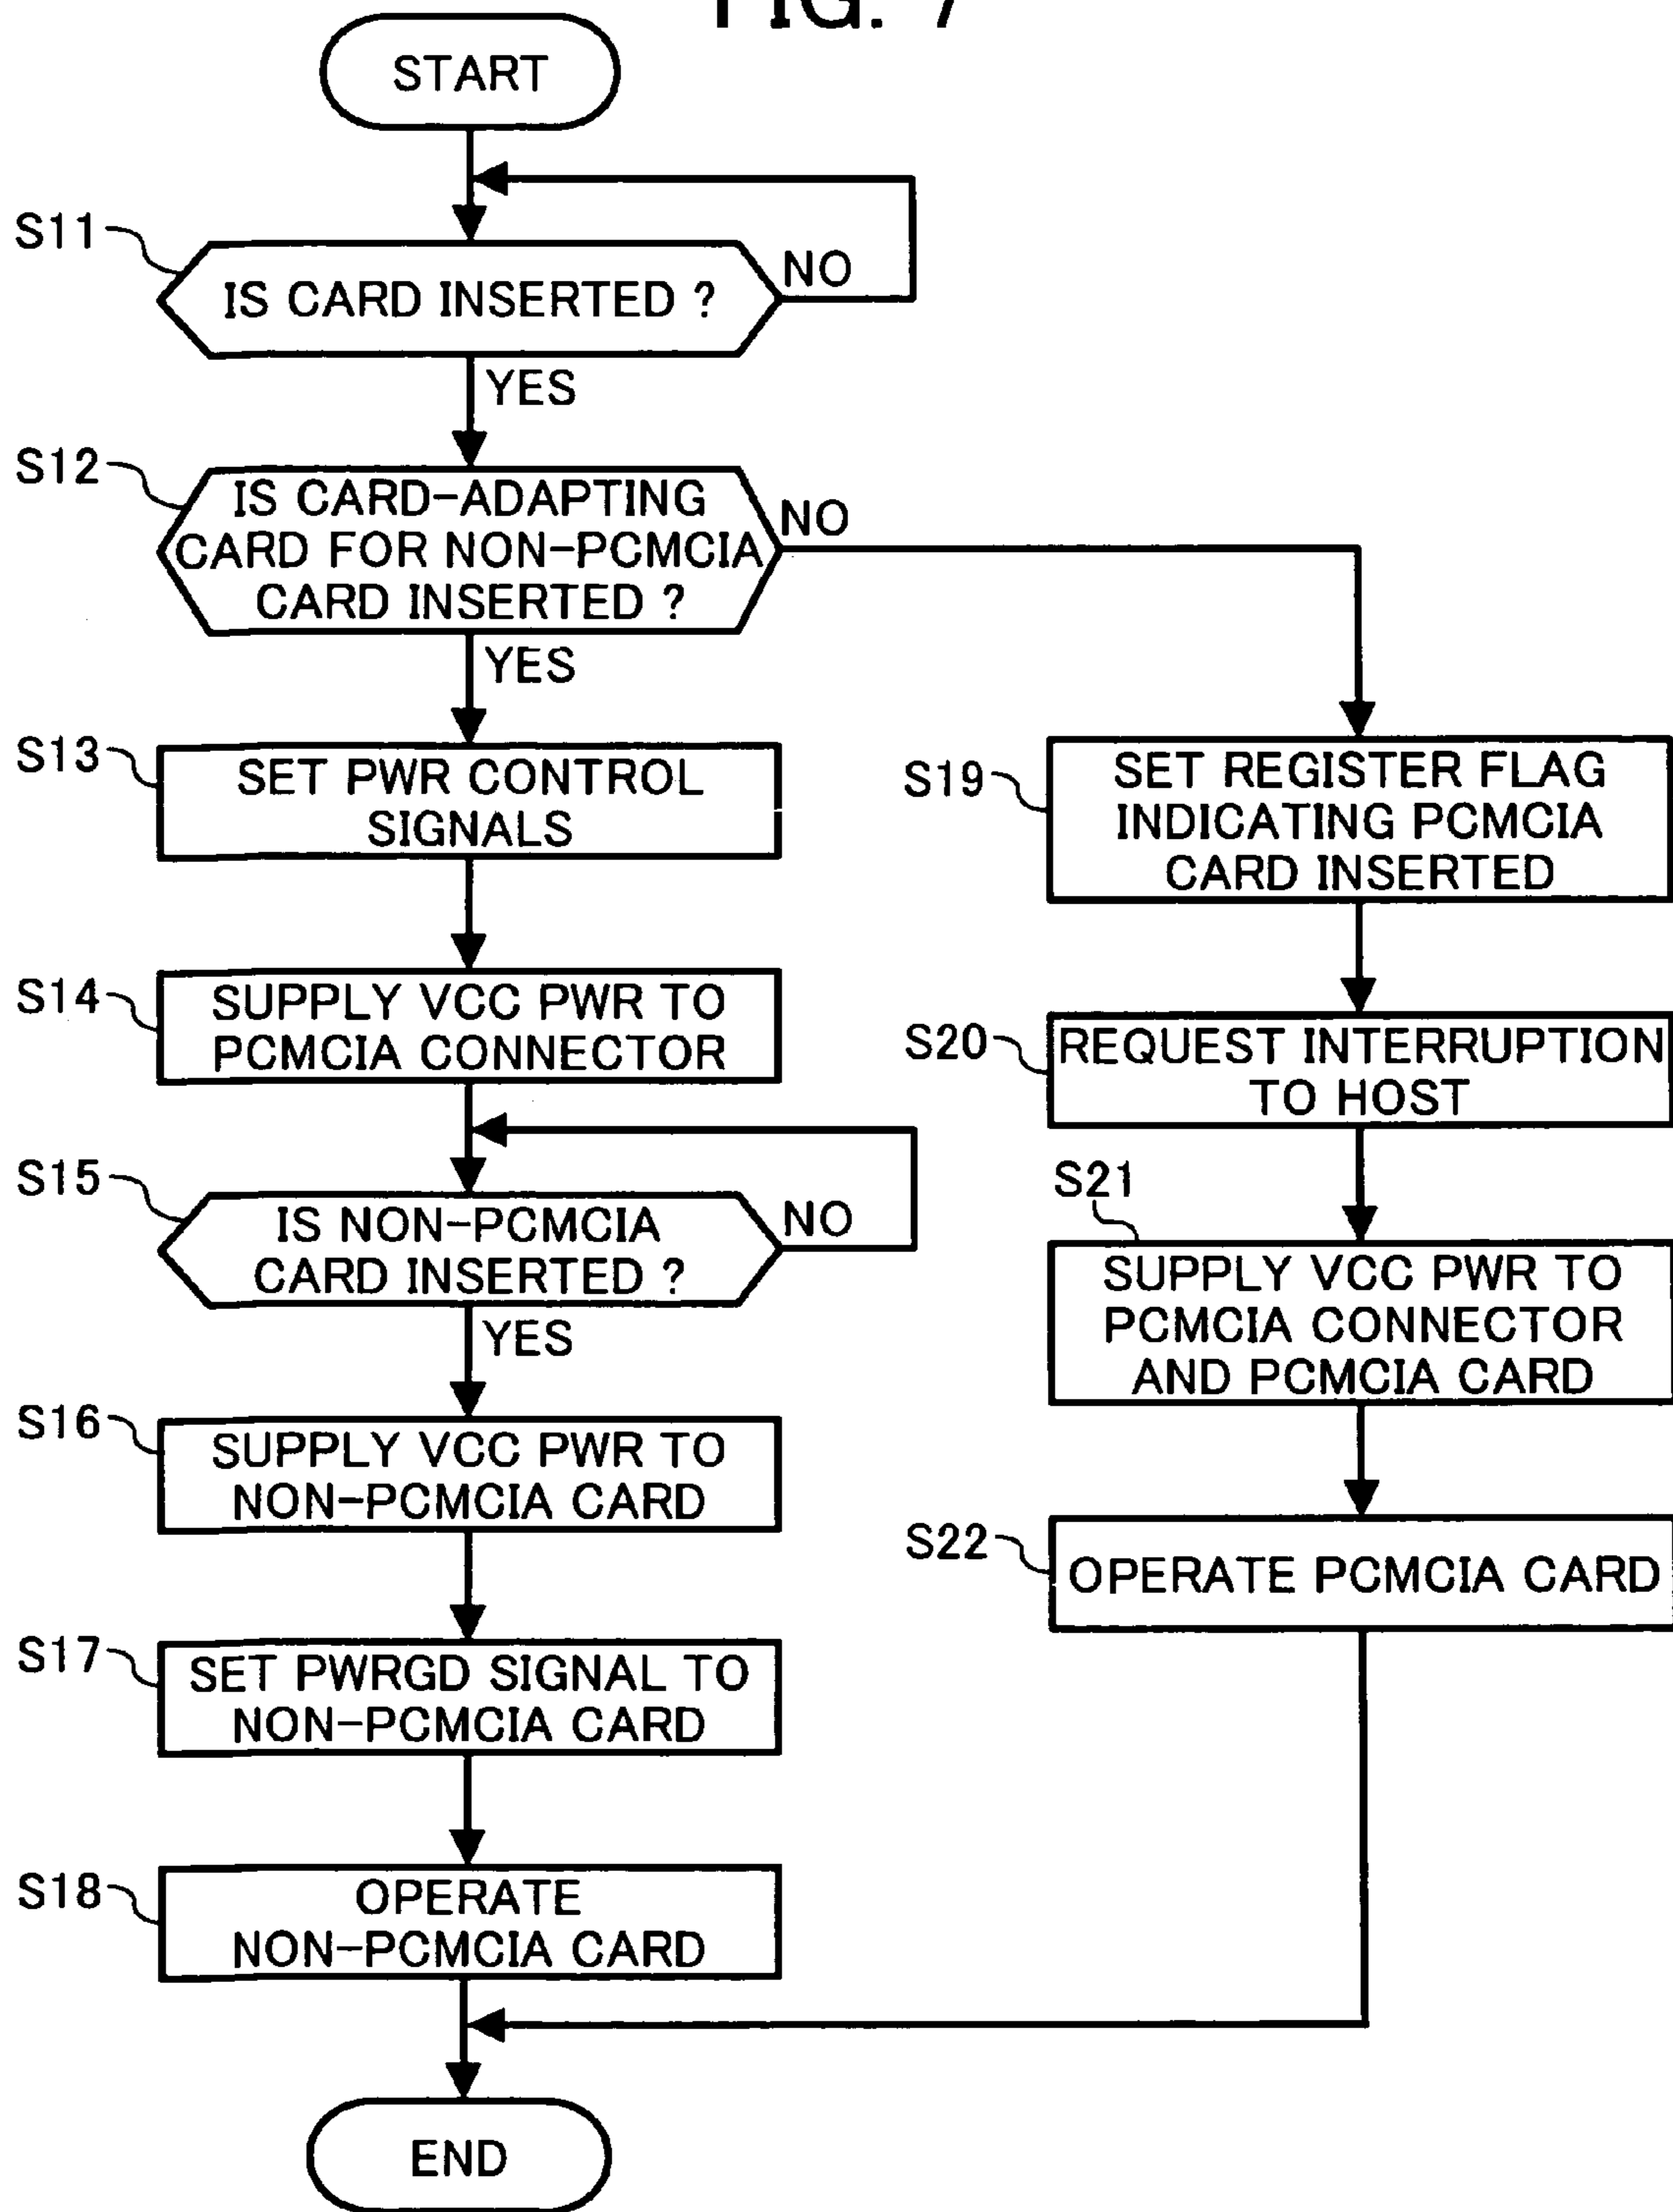 FIG. 7
START
S11
IS CARD INSERTED ?
NO
YES
S12
IS CARD-ADAPTING
CARD FOR NON-PCMCIA
CARD INSERTED ?
NO
YES
S13
SET PWR CONTROL
SIGNALS
S14
SUPPLY VCC PWR TO
PCMCIA CONNECTOR
S15
IS NON-PCMCIA
CARD INSERTED ?
NO
YES
S16
SUPPLY VCC PWR TO
NON-PCMCIA CARD
S17
SET PWRGD SIGNAL TO
NON-PCMCIA CARD
S18
OPERATE
NON-PCMCIA CARD
S19
SET REGISTER FLAG
INDICATING PCMCIA
CARD INSERTED
S20
REQUEST INTERRUPTION
TO HOST
S21
SUPPLY VCC PWR TO
PCMCIA CONNECTOR
AND PCMCIA CARD
S22
OPERATE PCMCIA CARD
END